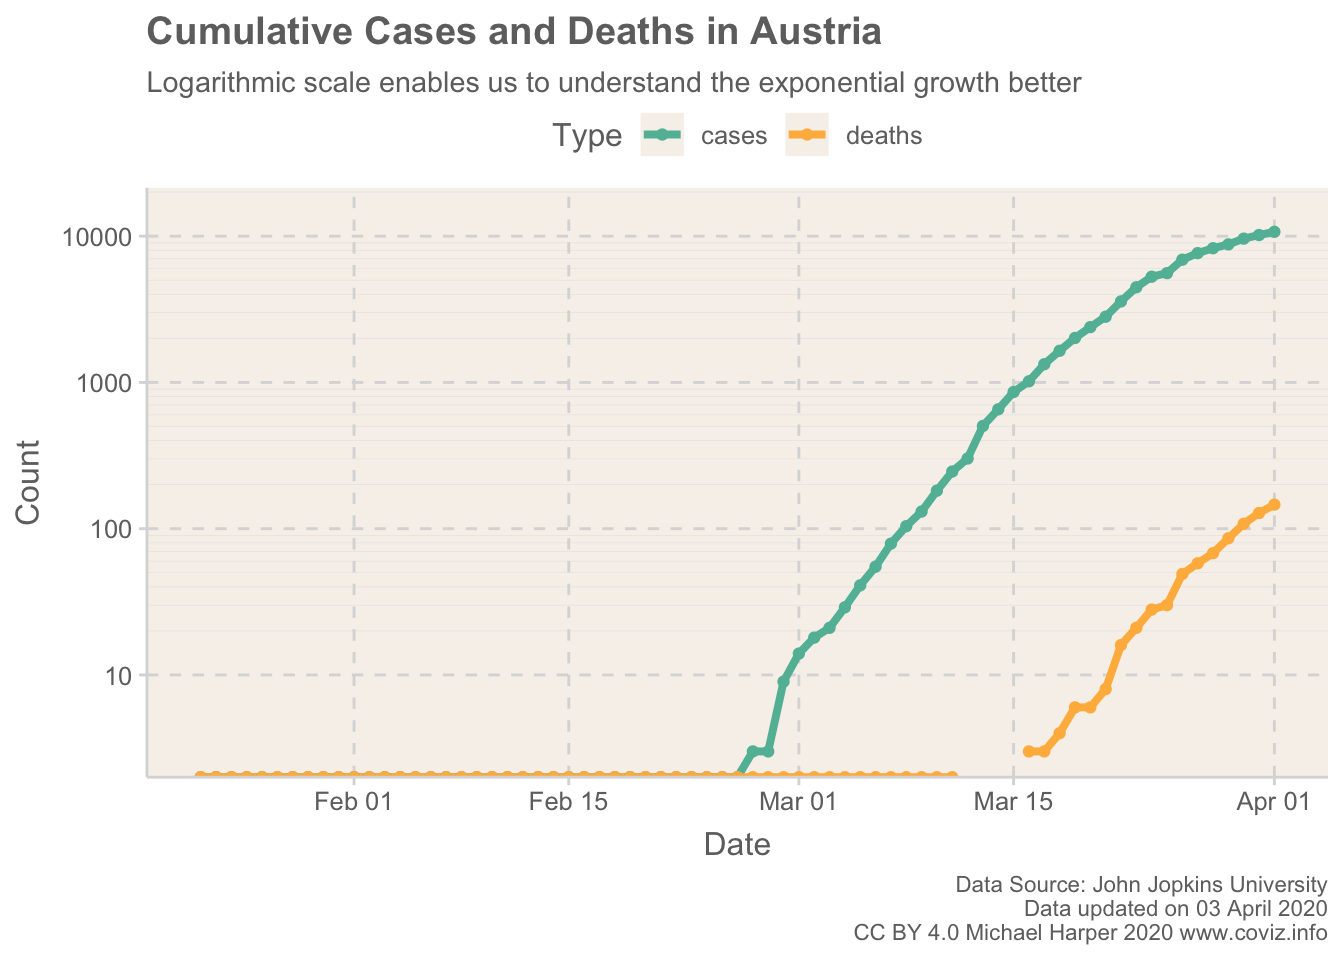 Cumulative Cases and Deaths in Austria
Logarithmic scale enables us to understand the exponential growth better
Type cases deaths
10000
1000
100
10
Count
Feb 01 Feb 15 Mar 01 Mar 15 Apr 01
Date
Data Source: John Jopkins University
Data updated on 03 April 2020
CC BY 4.0 Michael Harper 2020 www.coviz.info